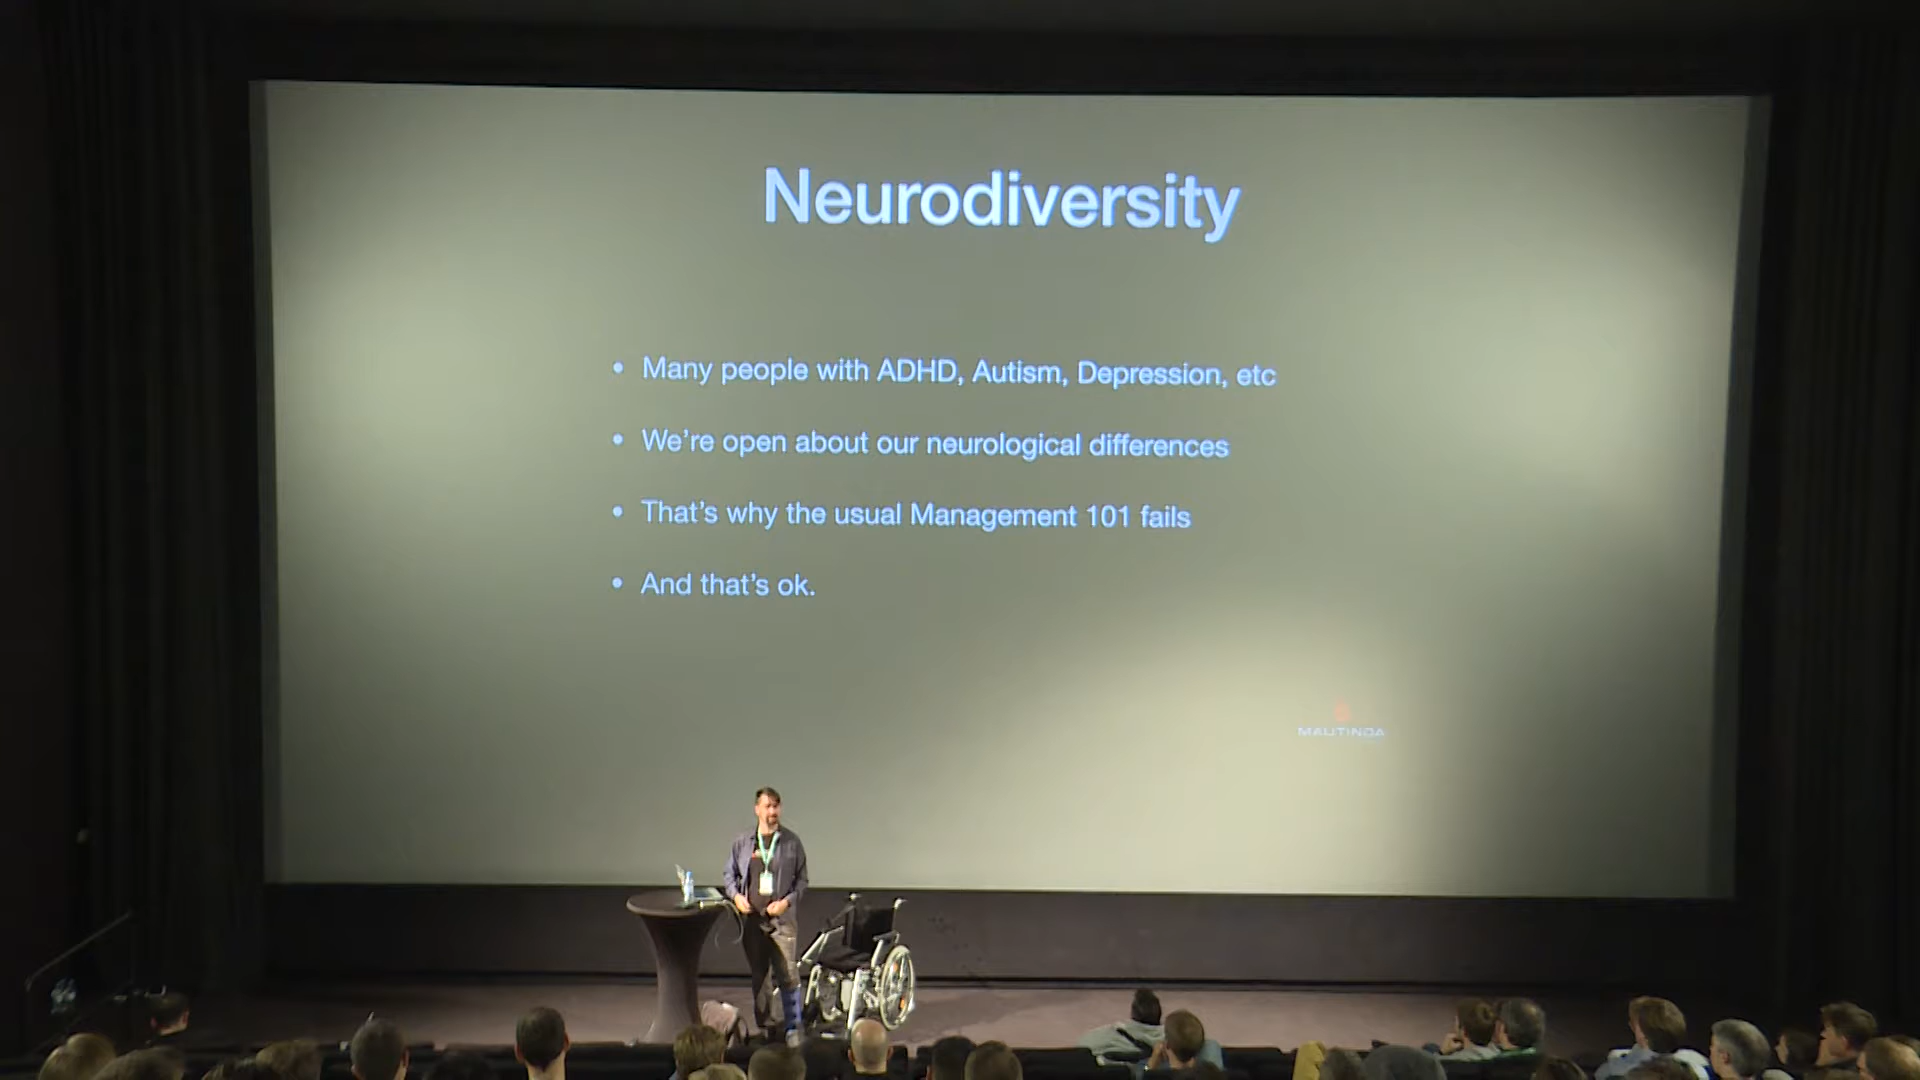 Neurodiversity
• Many people with ADHD, Autism, Depression, etc
• We're open about our neurological differences
• That's why the usual Management 101 fails
• And that's ok.
MAUTINOA